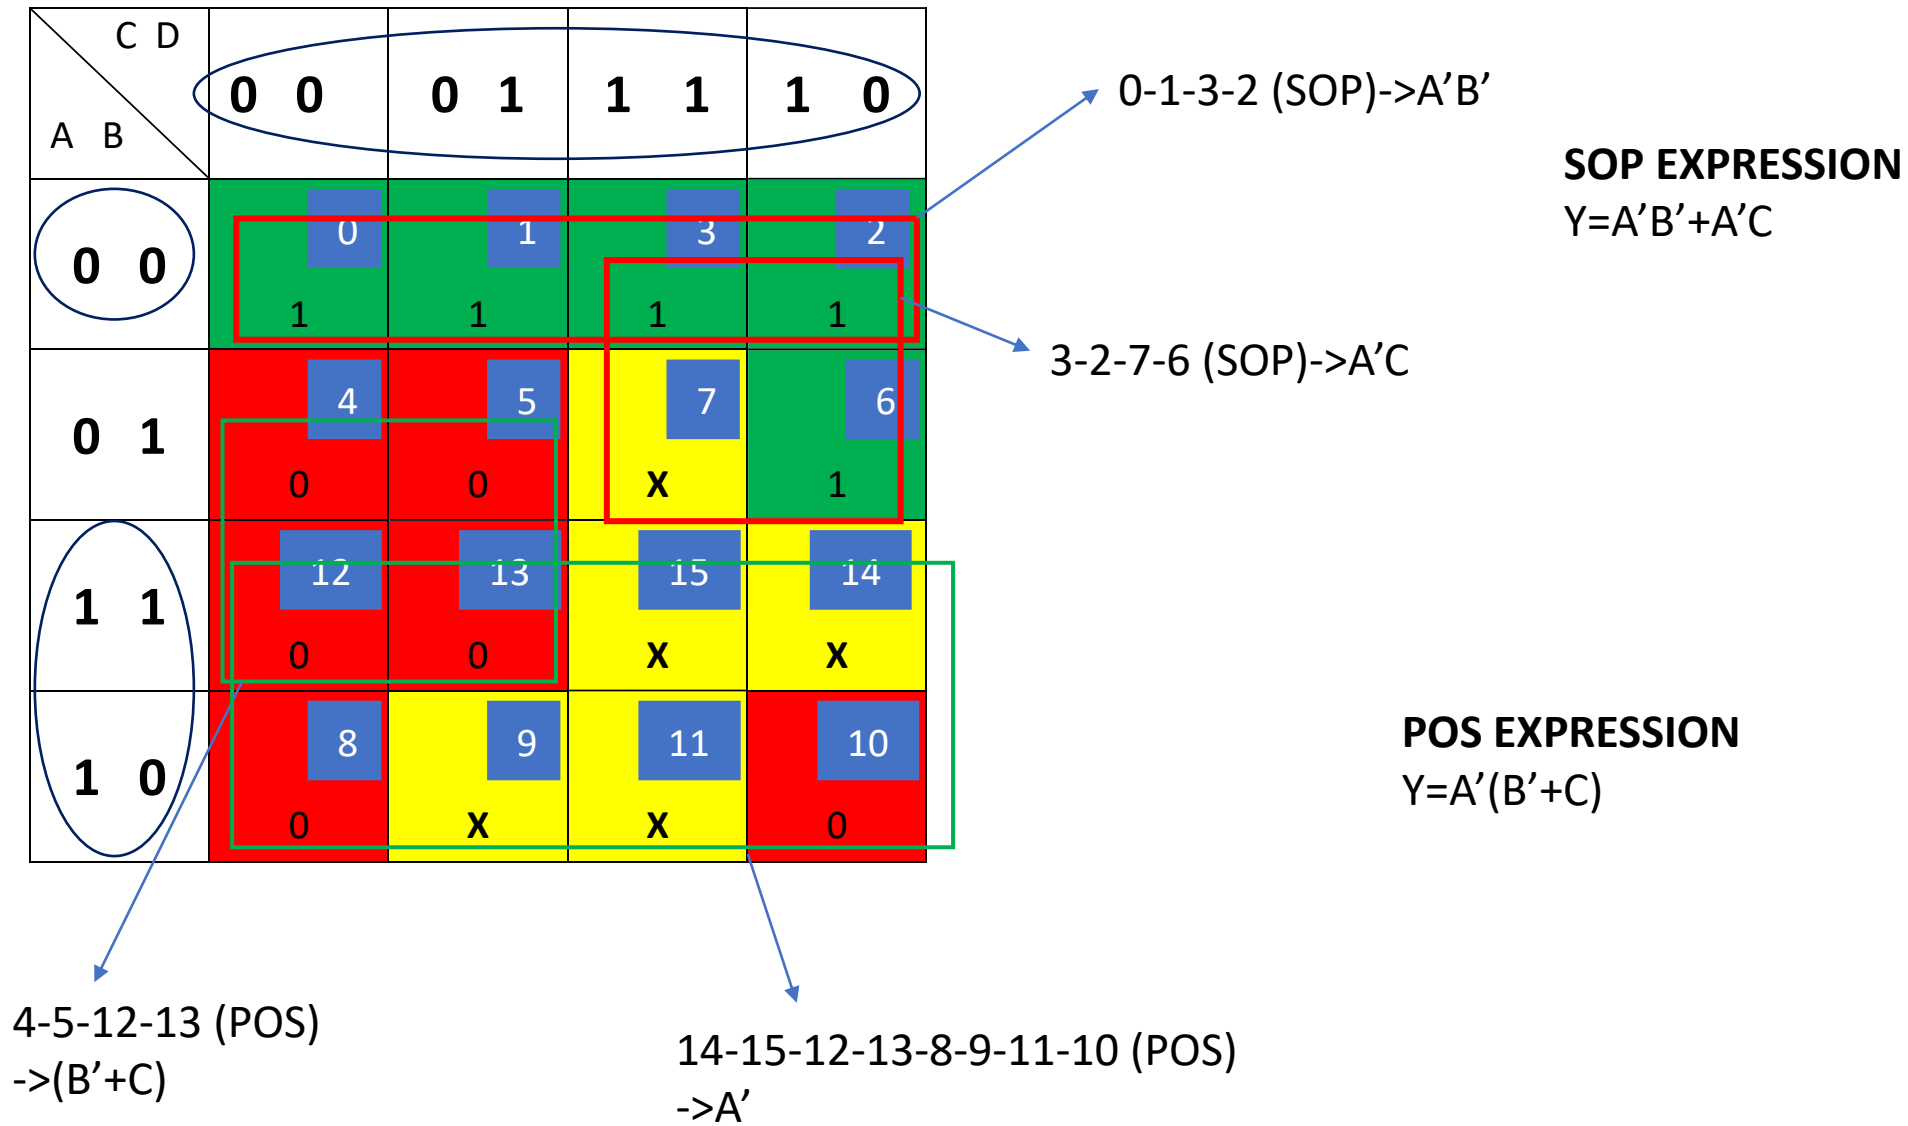 C D
A B
0 0 0 1 1 1 1 0
0-1-3-2 (SOP)->A’B’
SOP EXPRESSION
Y=A’B’+A’C
0 0
0 1 3 2
1 1 1 1
3-2-7-6 (SOP)->A’C
0 1
4 5 7 6
0 0 X 1
1 1
12 13 15 14
0 0 X X
1 0
8 9 11 10
0 X X 0
POS EXPRESSION
Y=A’(B’+C)
4-5-12-13 (POS)
->(B’+C)
14-15-12-13-8-9-11-10 (POS)
->A’